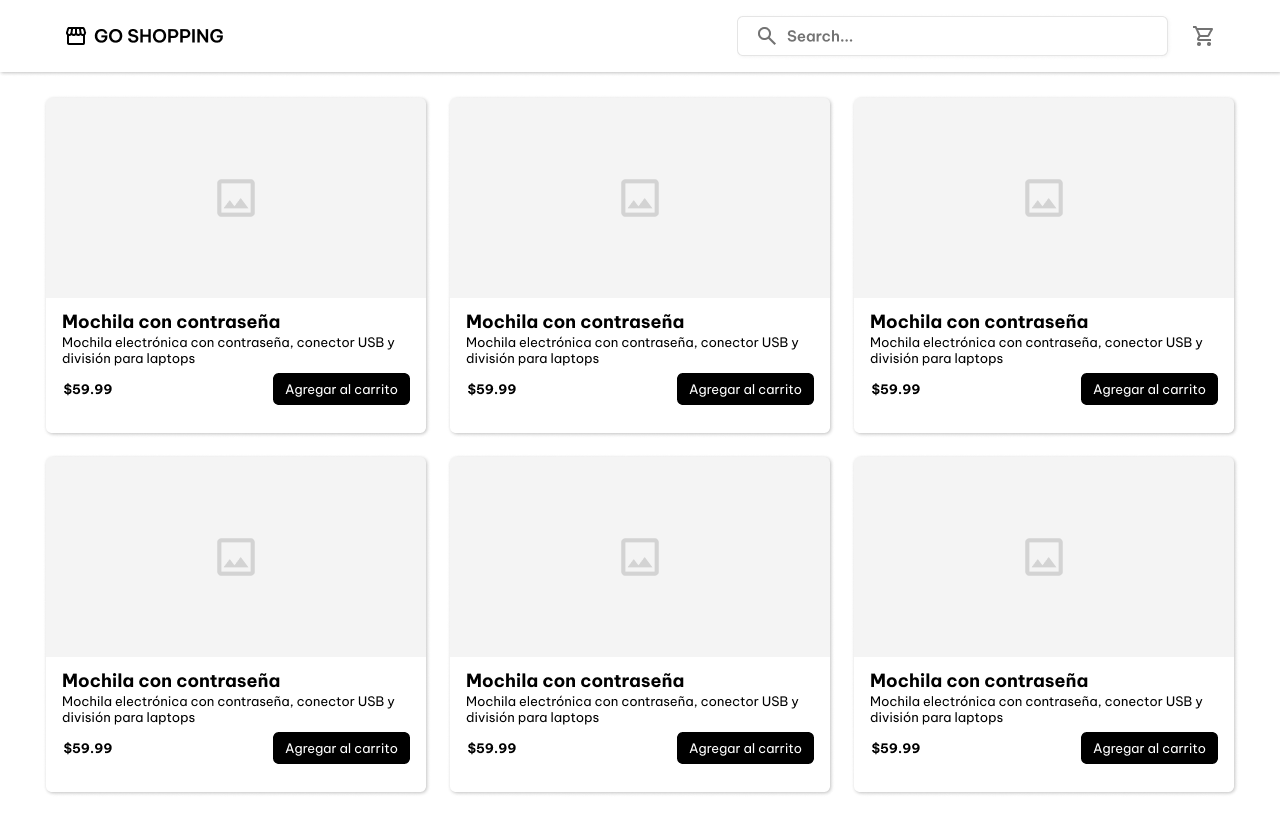 GO SHOPPING
Search...
Mochila con contraseña
Mochila electrónica con contraseña, conector USB y
división para laptops
$59.99
Agregar al carrito
Mochila con contraseña
Mochila electrónica con contraseña, conector USB y
división para laptops
$59.99
Agregar al carrito
Mochila con contraseña
Mochila electrónica con contraseña, conector USB y
división para laptops
$59.99
Agregar al carrito
Mochila con contraseña
Mochila electrónica con contraseña, conector USB y
división para laptops
$59.99
Agregar al carrito
Mochila con contraseña
Mochila electrónica con contraseña, conector USB y
división para laptops
$59.99
Agregar al carrito
Mochila con contraseña
Mochila electrónica con contraseña, conector USB y
división para laptops
$59.99
Agregar al carrito